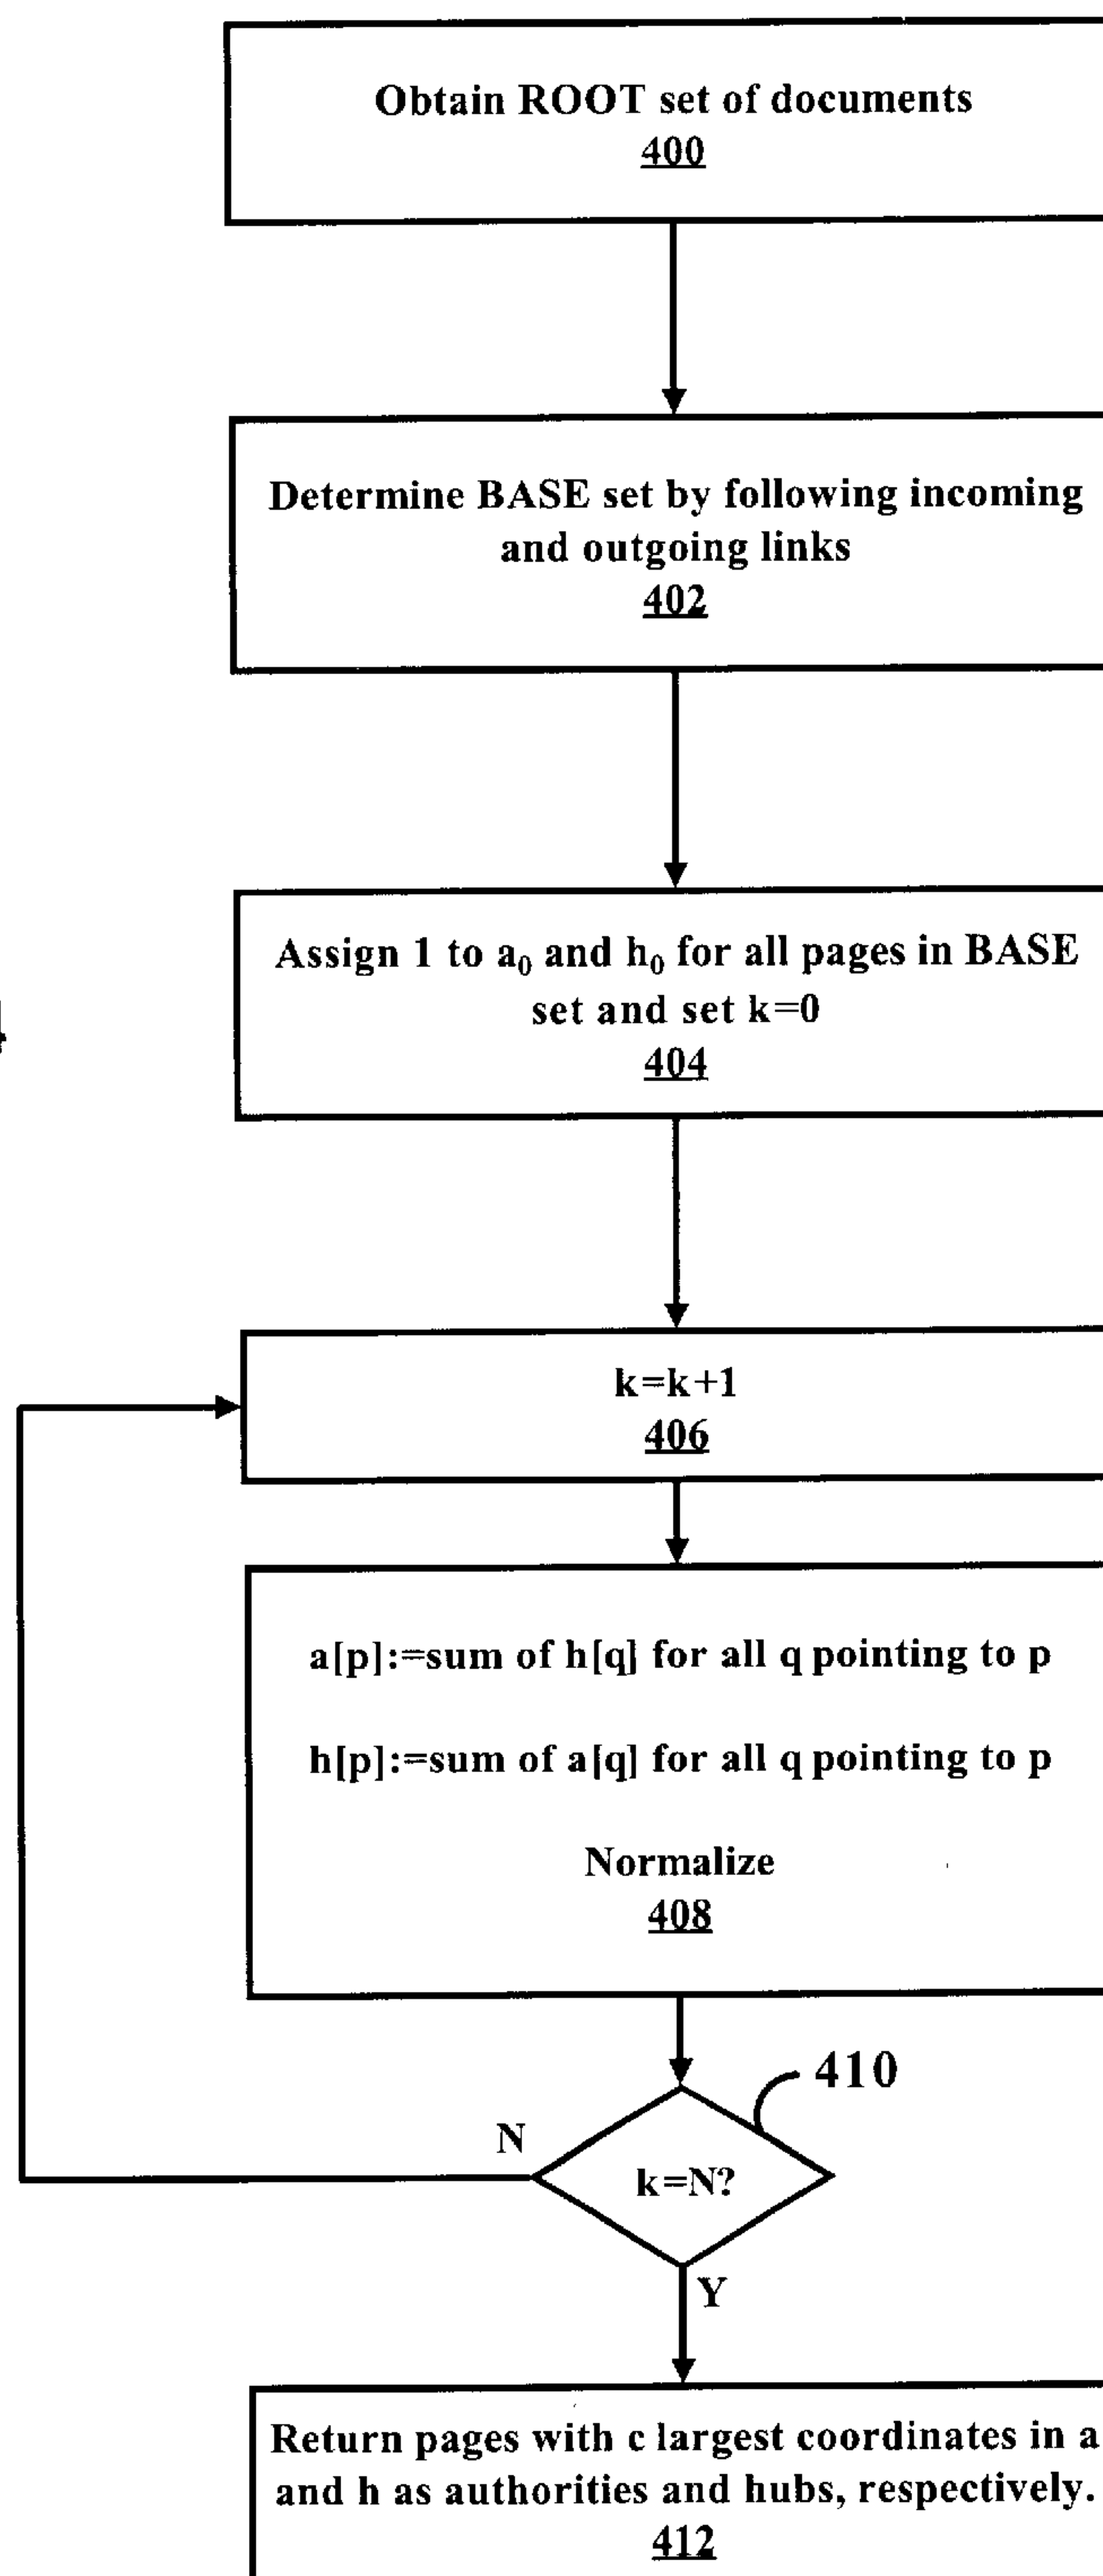 Obtain ROOT set of documents
400
Determine BASE set by following incoming
and outgoing links
402
Assign 1 to a₀ and h₀ for all pages in BASE
set and set k=0
404
k=k+1
406
a[p]:=sum of h[q] for all q pointing to p
h[p]:=sum of a[q] for all q pointing to p
Normalize
408
410
N
k=N?
Y
Return pages with c largest coordinates in a
and h as authorities and hubs, respectively.
412